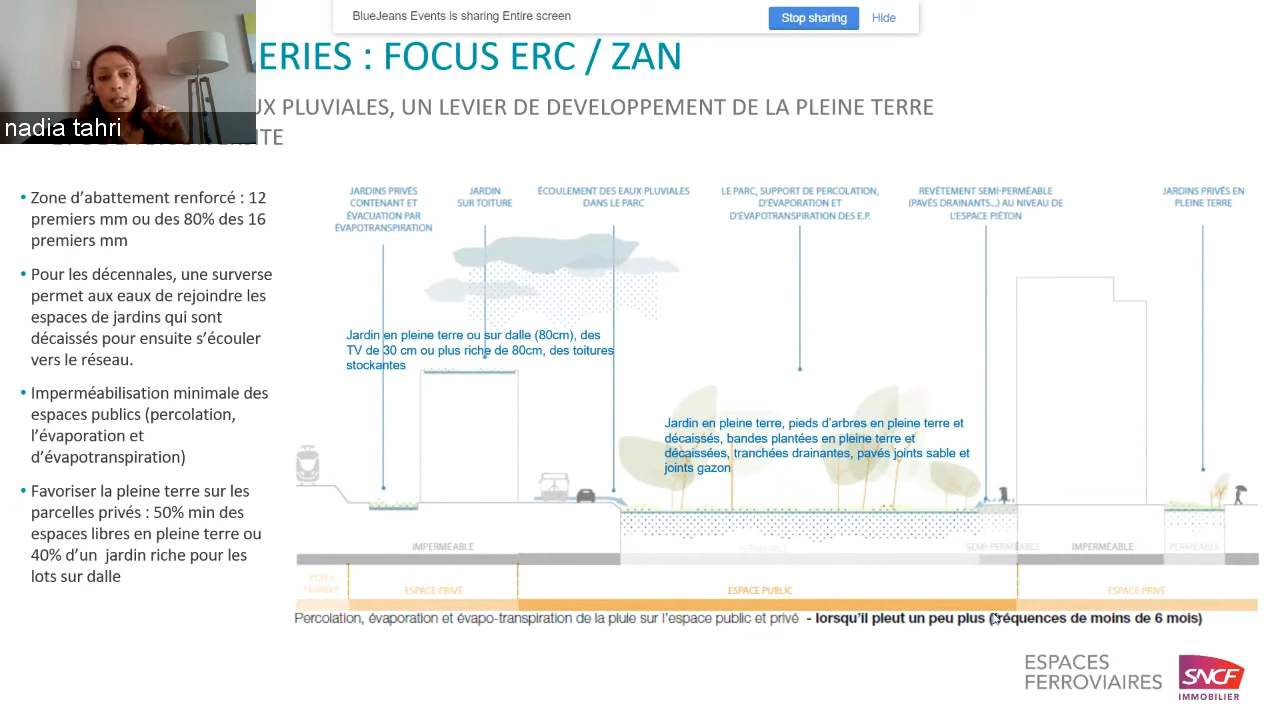 BlueJeans Events is sharing Entire screen
Stop sharing
Hide
ERIES : FOCUS ERC / ZAN
UX PLUVIALES, UN LEVIER DE DEVELOPPEMENT DE LA PLEINE TERRE
nadia tahri
• Zone d’abattement renforcé : 12
premiers mm ou des 80% des 16
premiers mm
• Pour les décennales, une surverse
permet aux eaux de rejoindre les
espaces de jardins qui sont
décaissés pour ensuite s’écouler
vers le réseau.
• Imperméabilisation minimale des
espaces publics (percolation,
l’évaporation et
d’évapotranspiration)
• Favoriser la pleine terre sur les
parcelles privés : 50% min des
espaces libres en pleine terre ou
40% d’un jardin riche pour les
lots sur dalle
JARDINS PRIVÉS
CONTENANT ET
ÉVACUATION PAR
ÉVAPOTRANSPIRATION
JARDIN
SUR TOITURE
ÉCOULEMENT DES EAUX PLUVIALES
DANS LE PARC
LE PARC, SUPPORT DE PERCOLATION,
D’ÉVAPORATION ET
D’ÉVAPOTRANSPIRATION DES E.P.
REVÊTEMENT SEMI-PERMÉABLE
(PAVÉS DRAINANTS...) AU NIVEAU DE
L’ESPACE PIÉTON
JARDINS PRIVÉS EN
PLEINE TERRE
Jardin en pleine terre ou sur dalle (80cm), des
TV de 30 cm ou plus riche de 80cm, des toitures
stockantes
Jardin en pleine terre, pieds d’arbres en pleine terre et
décaissés, bandes plantées en pleine terre et
décaissées, tranchées drainantes, pavés joints sable et
joints gazon
IMPERMÉABLE
PERMÉABLE
SEMI-PERMÉABLE
IMPERMÉABLE
PERMÉABLE
VOIES
FERRÉES
ESPACE PRIVÉ
ESPACE PUBLIC
ESPACE PRIVÉ
Percolation, évaporation et évapo-transpiration de la pluie sur l’espace public et privé - lorsqu’il pleut un peu plus (fréquences de moins de 6 mois)
ESPACES
FERROVIAIRES
SNCF
IMMOBILIER